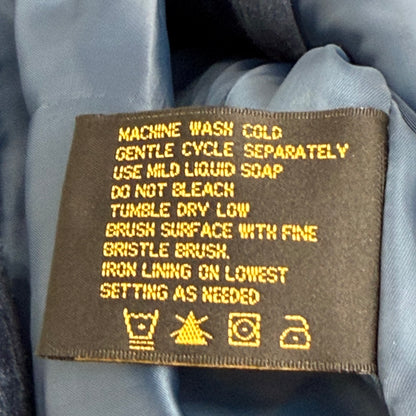 MACHINE WASH COLD
GENTLE CYCLE SEPARATELY
USE MILD LIQUID SOAP
DO NOT BLEACH
TUMBLE DRY LOW
BRUSH SURFACE WITH FINE
BRISTLE BRUSH.
IRON LINING ON LOWEST
SETTING AS NEEDED